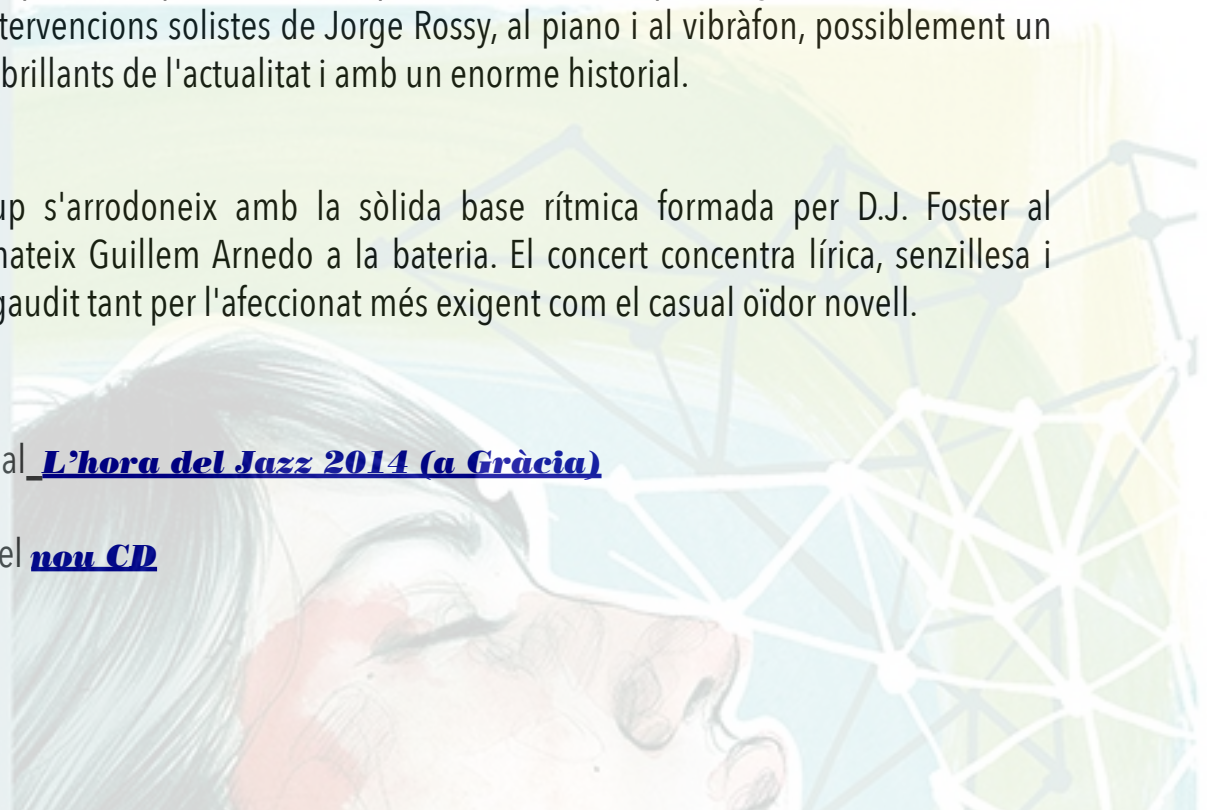 tervencions solistes de Jorge Rossy, al piano i al vibràfon, possiblement un
brillants de l'actualitat i amb un enorme historial.
up s'arrodoneix amb la sòlida base rítmica formada per D.J. Foster al
mateix Guillem Arnedo a la bateria. El concert concentra lírica, senzillesa i
gaudit tant per l'afeccionat més exigent com el casual oïdor novell.
al L’hora del Jazz 2014 (a Gràcia)
el nou CD